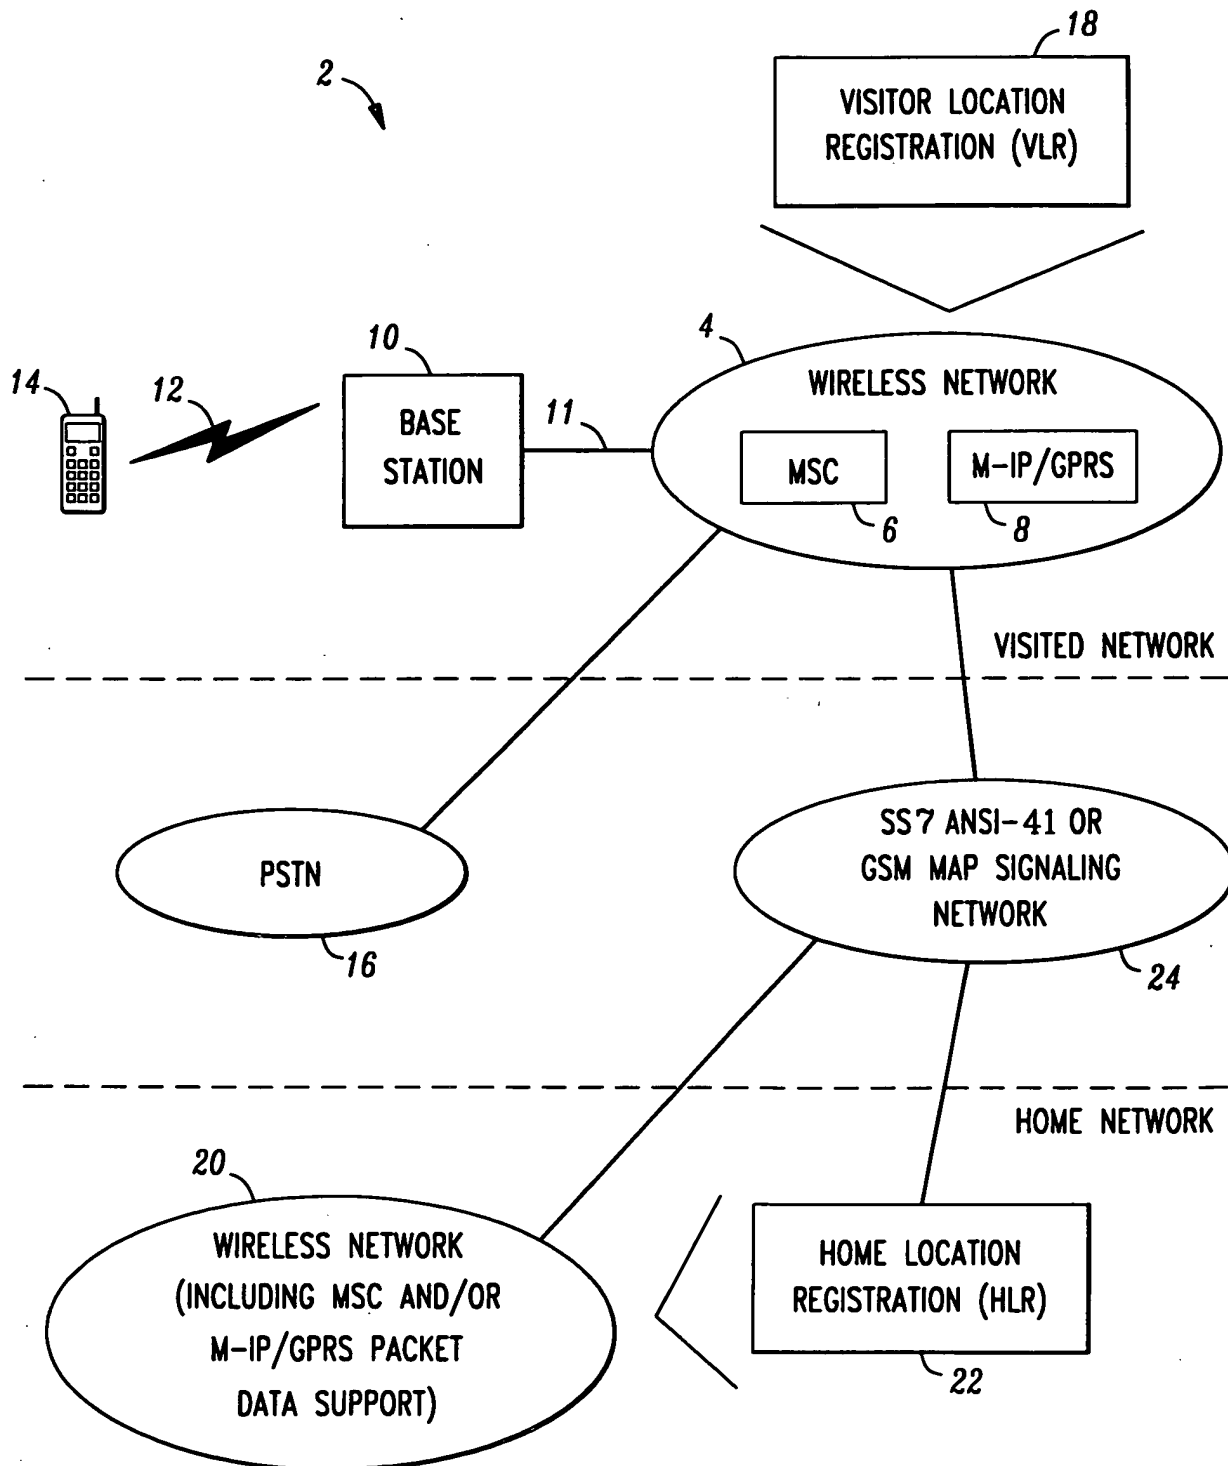 18
2
VISITOR LOCATION
REGISTRATION (VLR)
10
4
14
12
WIRELESS NETWORK
11
BASE
STATION
MSC
M-IP/GPRS
6
8
VISITED NETWORK
SS7 ANSI-41 OR
GSM MAP SIGNALING
NETWORK
PSTN
16
24
HOME NETWORK
20
WIRELESS NETWORK
(INCLUDING MSC AND/OR
M-IP/GPRS PACKET
DATA SUPPORT)
HOME LOCATION
REGISTRATION (HLR)
22